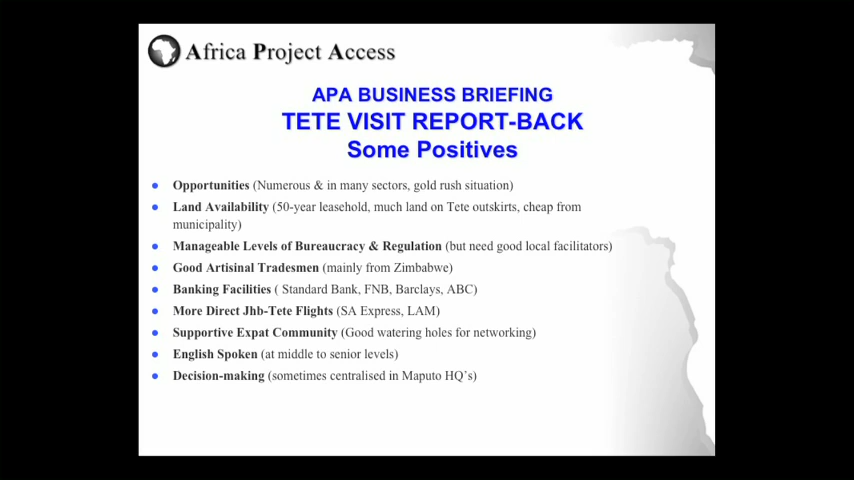 Africa Project Access
APA BUSINESS BRIEFING
TETE VISIT REPORT-BACK
Some Positives
• Opportunities (Numerous & in many sectors, gold rush situation)
• Land Availability (50-year leasehold, much land on Tete outskirts, cheap from
municipality)
• Manageable Levels of Bureaucracy & Regulation (but need good local facilitators)
• Good Artisinal Tradesmen (mainly from Zimbabwe)
• Banking Facilities ( Standard Bank, FNB, Barclays, ABC)
• More Direct Jhb-Tete Flights (SA Express, LAM)
• Supportive Expat Community (Good watering holes for networking)
• English Spoken (at middle to senior levels)
• Decision-making (sometimes centralised in Maputo HQ's)